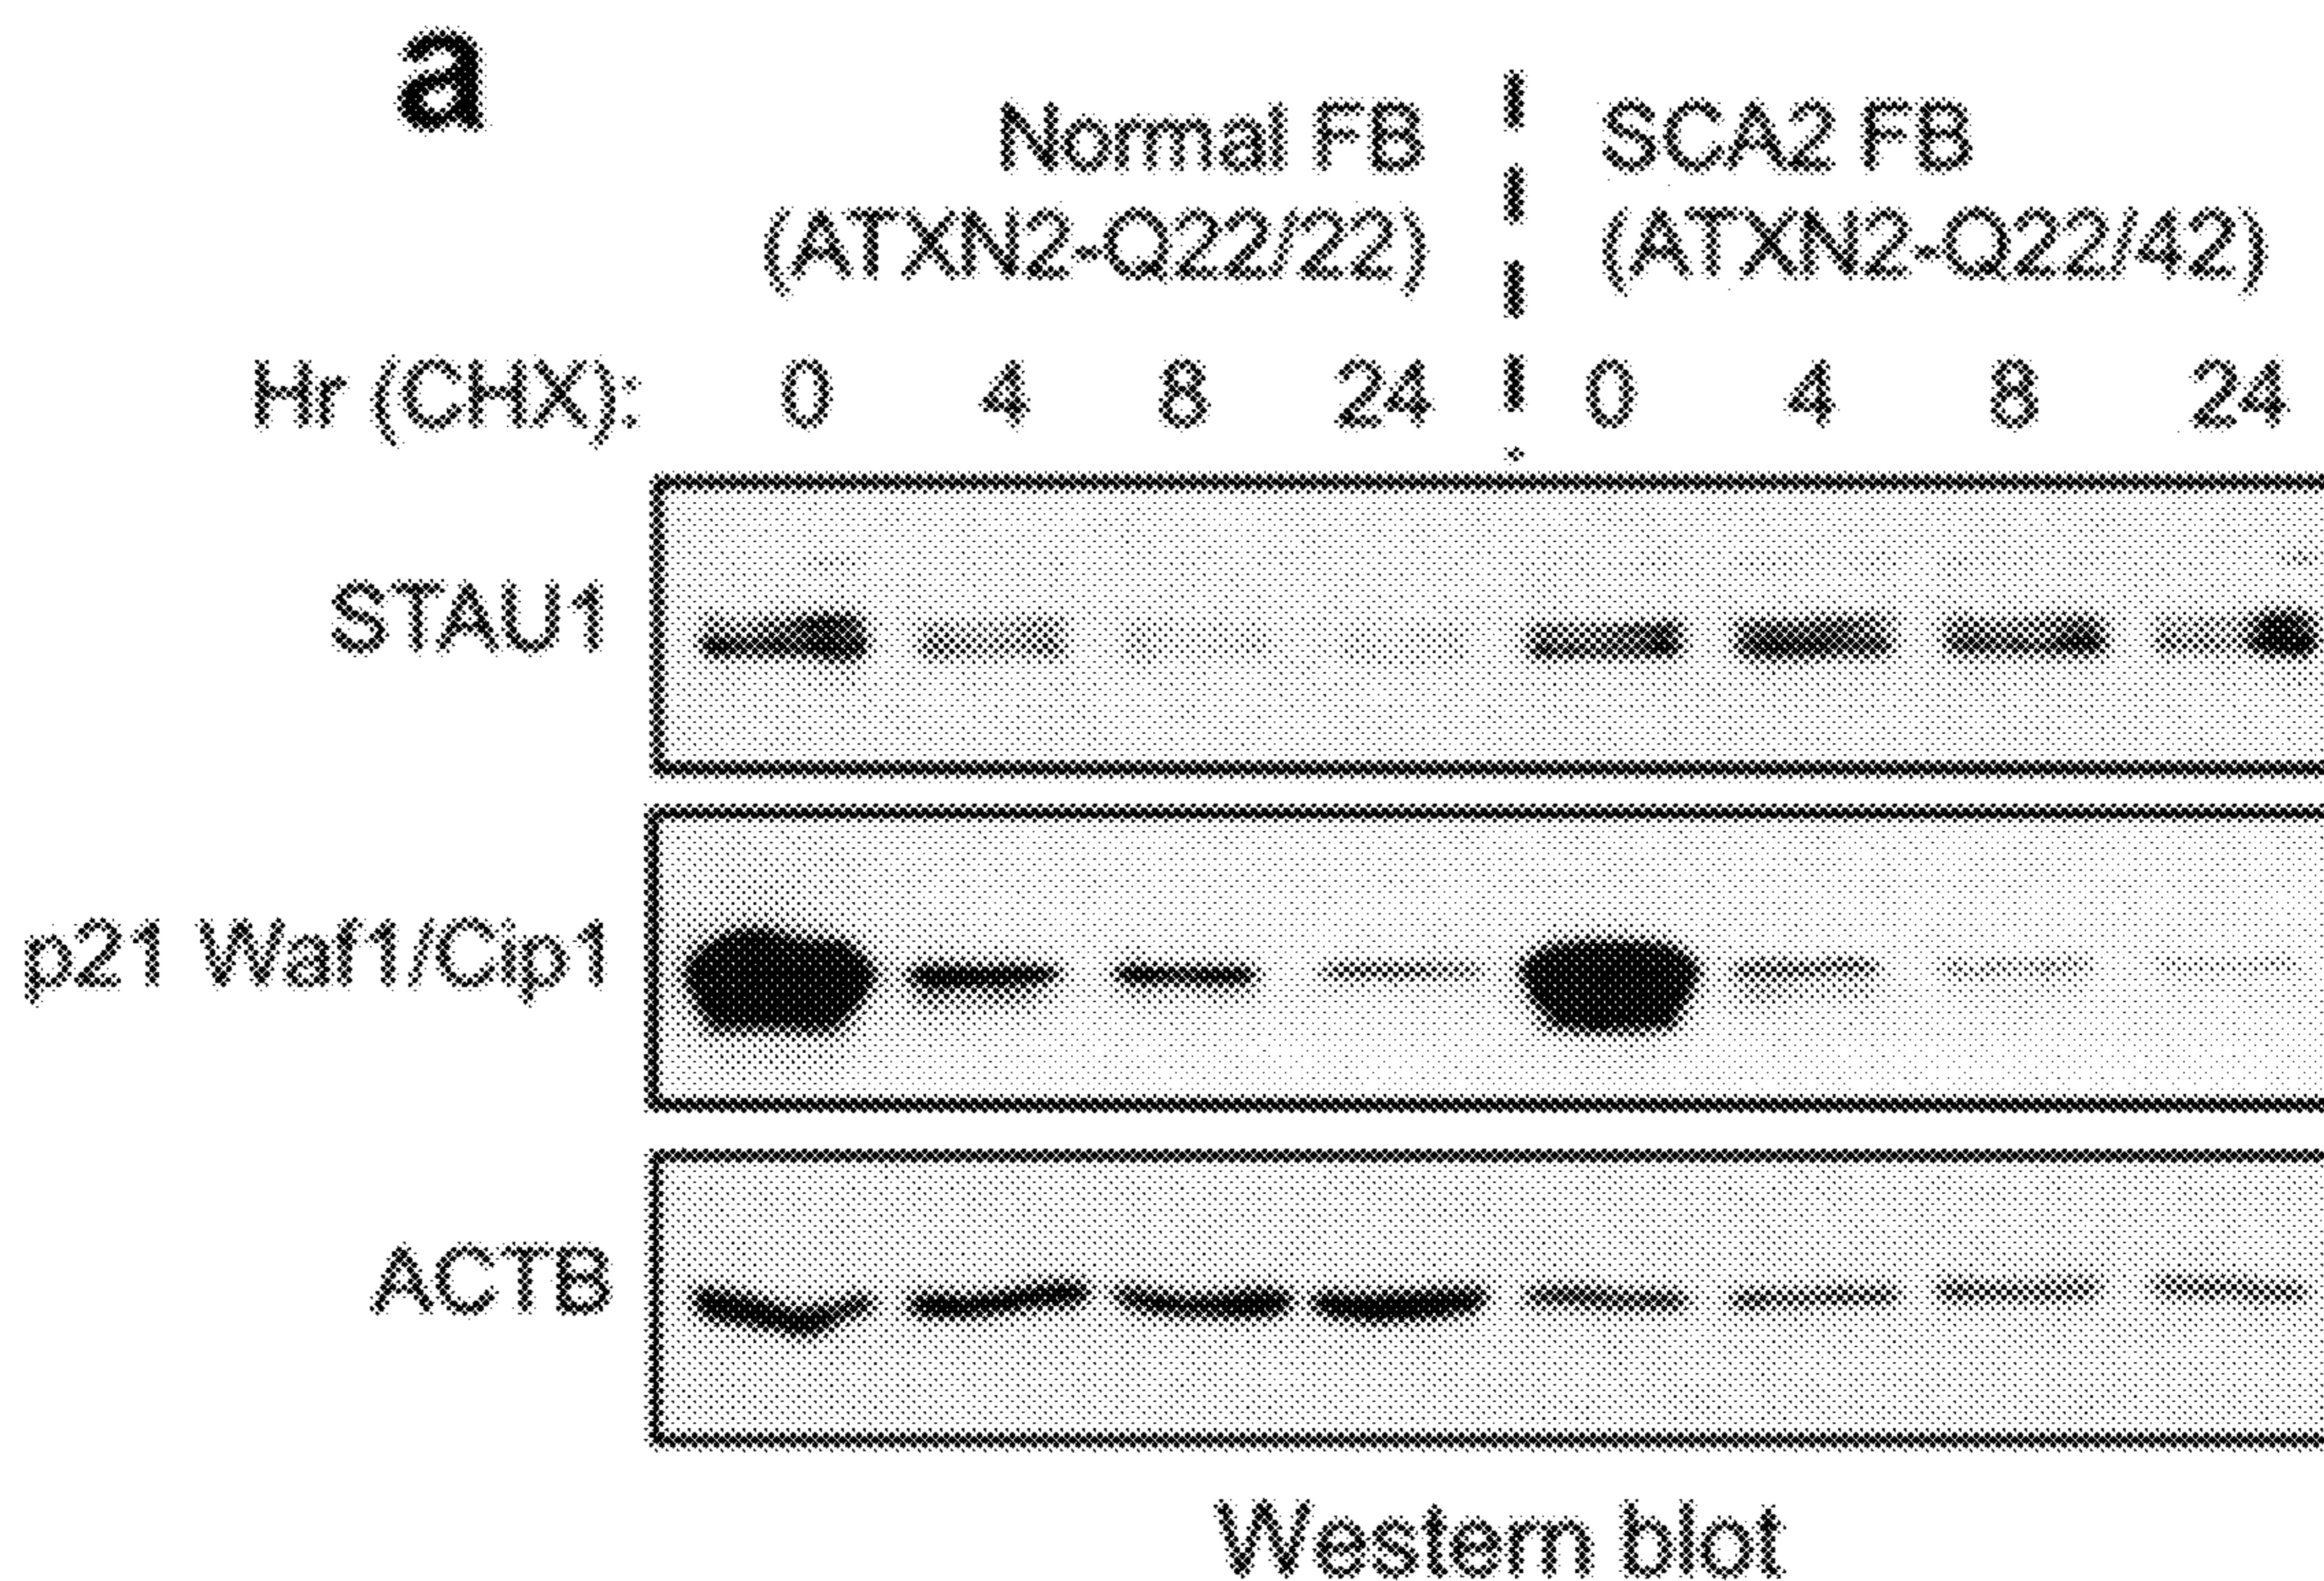 a
Normal FB
(ATXN2-Q22/22)
SCA2 FB
(ATXN2-Q22/42)
Hr (CHX): 0 4 8 24 0 4 8 24
STAU1
p21 Waf1/Cip1
ACTB
Western blot